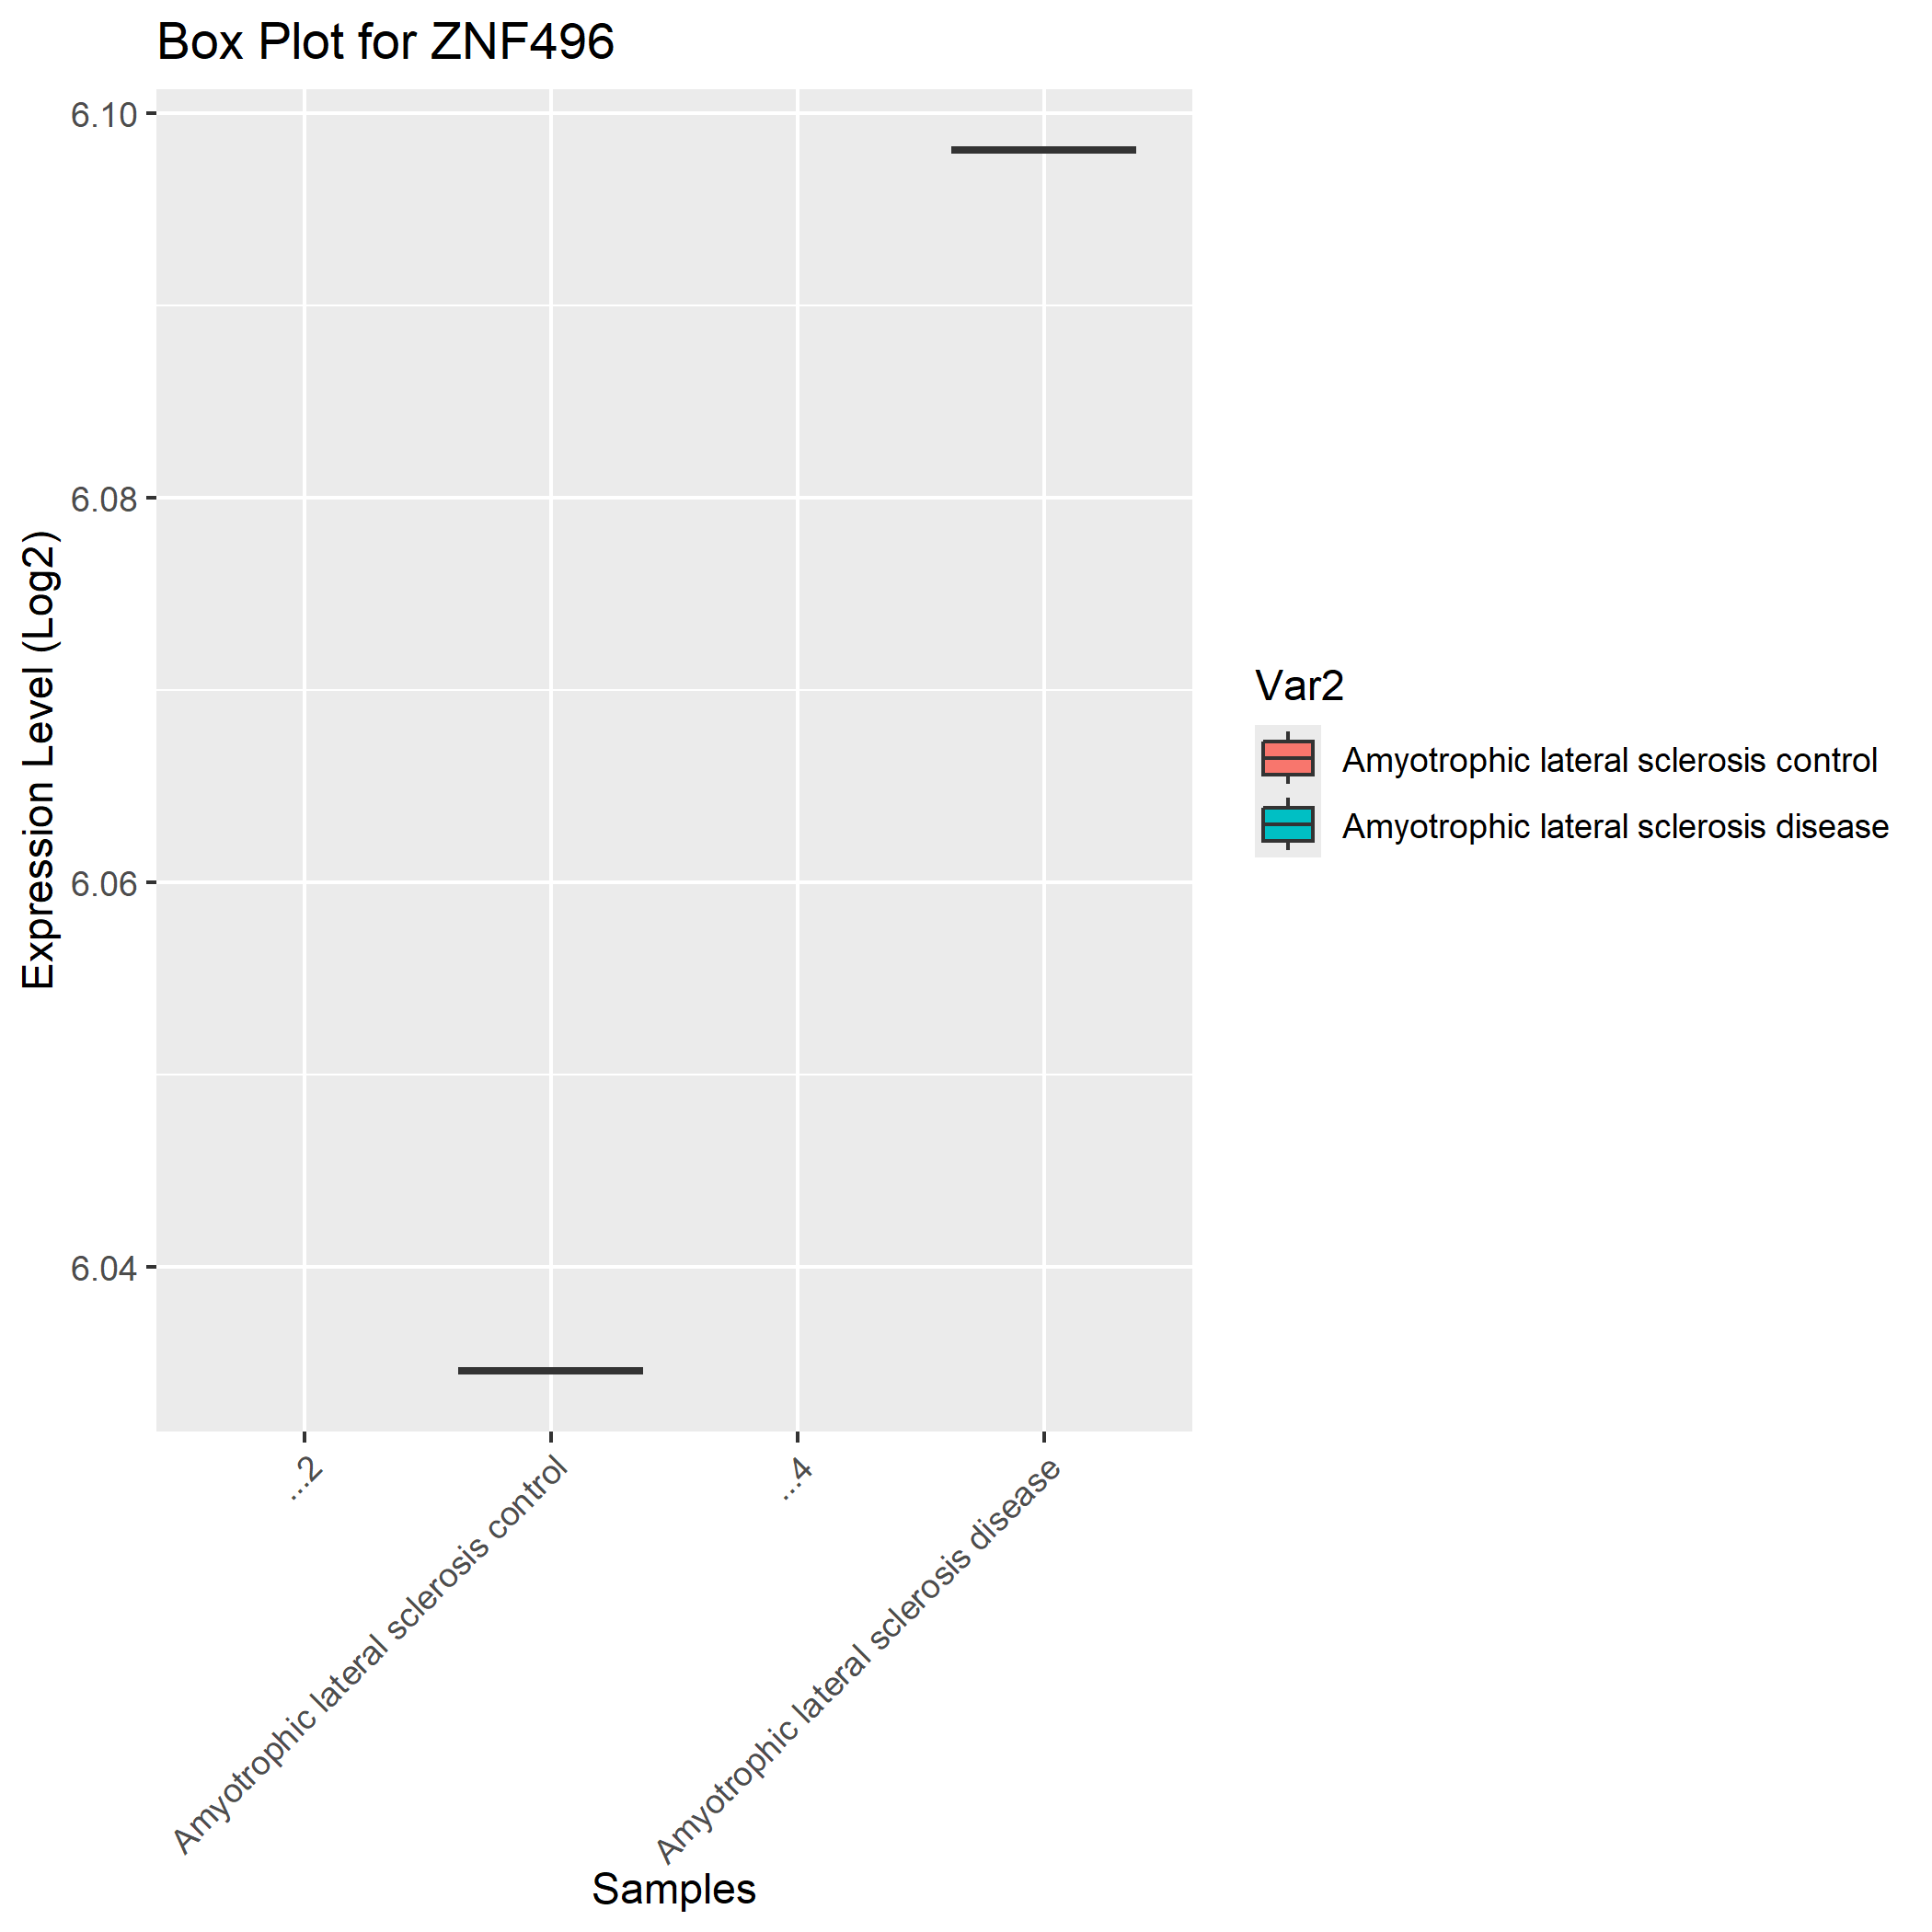 Box Plot for ZNF496
6.10
6.08
6.06
6.04
Expression Level (Log2)
...2
Amyotrophic lateral sclerosis control
...4
Amyotrophic lateral sclerosis disease
Samples
Var2
Amyotrophic lateral sclerosis control
Amyotrophic lateral sclerosis disease